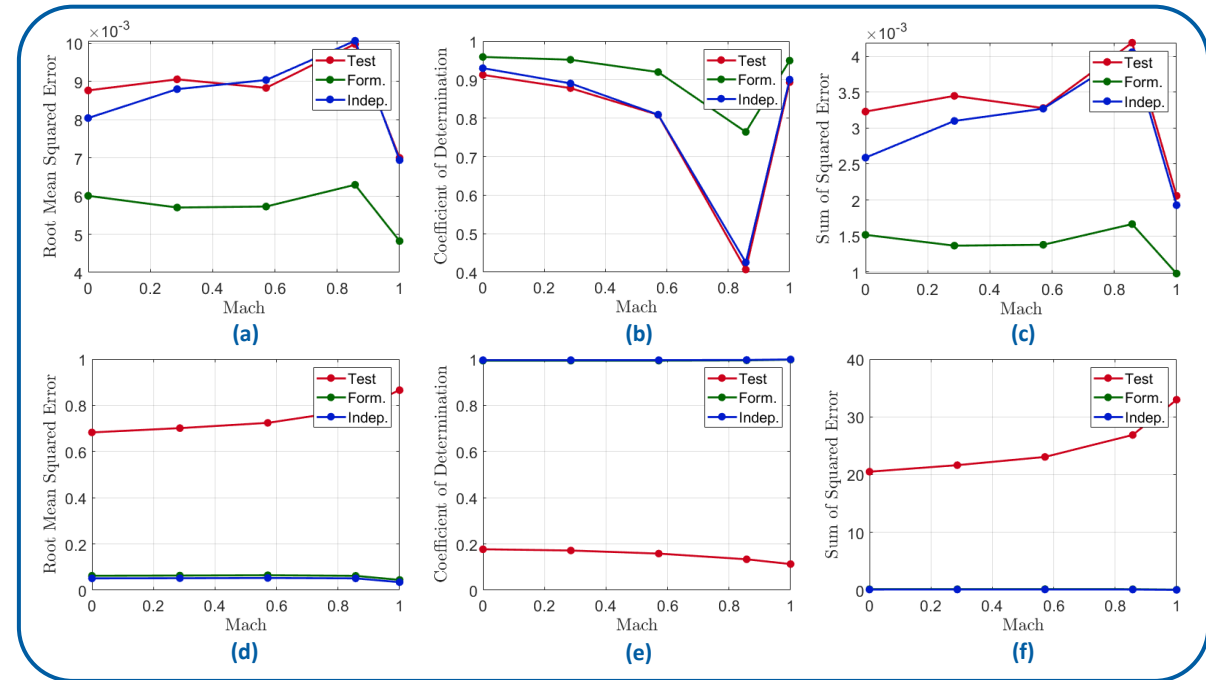 ×10⁻³
10
9
8
7
6
5
4
0
0.2
0.4
0.6
0.8
1
Root Mean Squared Error
Mach
Test
Form.
Indep.
(a)
1
0.9
0.8
0.7
0.6
0.5
0.4
0
0.2
0.4
0.6
0.8
1
Coefficient of Determination
Mach
Test
Form.
Indep.
(b)
×10⁻³
4
3.5
3
2.5
2
1.5
1
0
0.2
0.4
0.6
0.8
1
Sum of Squared Error
Mach
Test
Form.
Indep.
(c)
1
0.8
0.6
0.4
0.2
0
0
0.2
0.4
0.6
0.8
1
Root Mean Squared Error
Mach
Test
Form.
Indep.
(d)
1
0.8
0.6
0.4
0.2
0
0
0.2
0.4
0.6
0.8
1
Coefficient of Determination
Mach
Test
Form.
Indep.
(e)
40
30
20
10
0
0
0.2
0.4
0.6
0.8
1
Sum of Squared Error
Mach
Test
Form.
Indep.
(f)